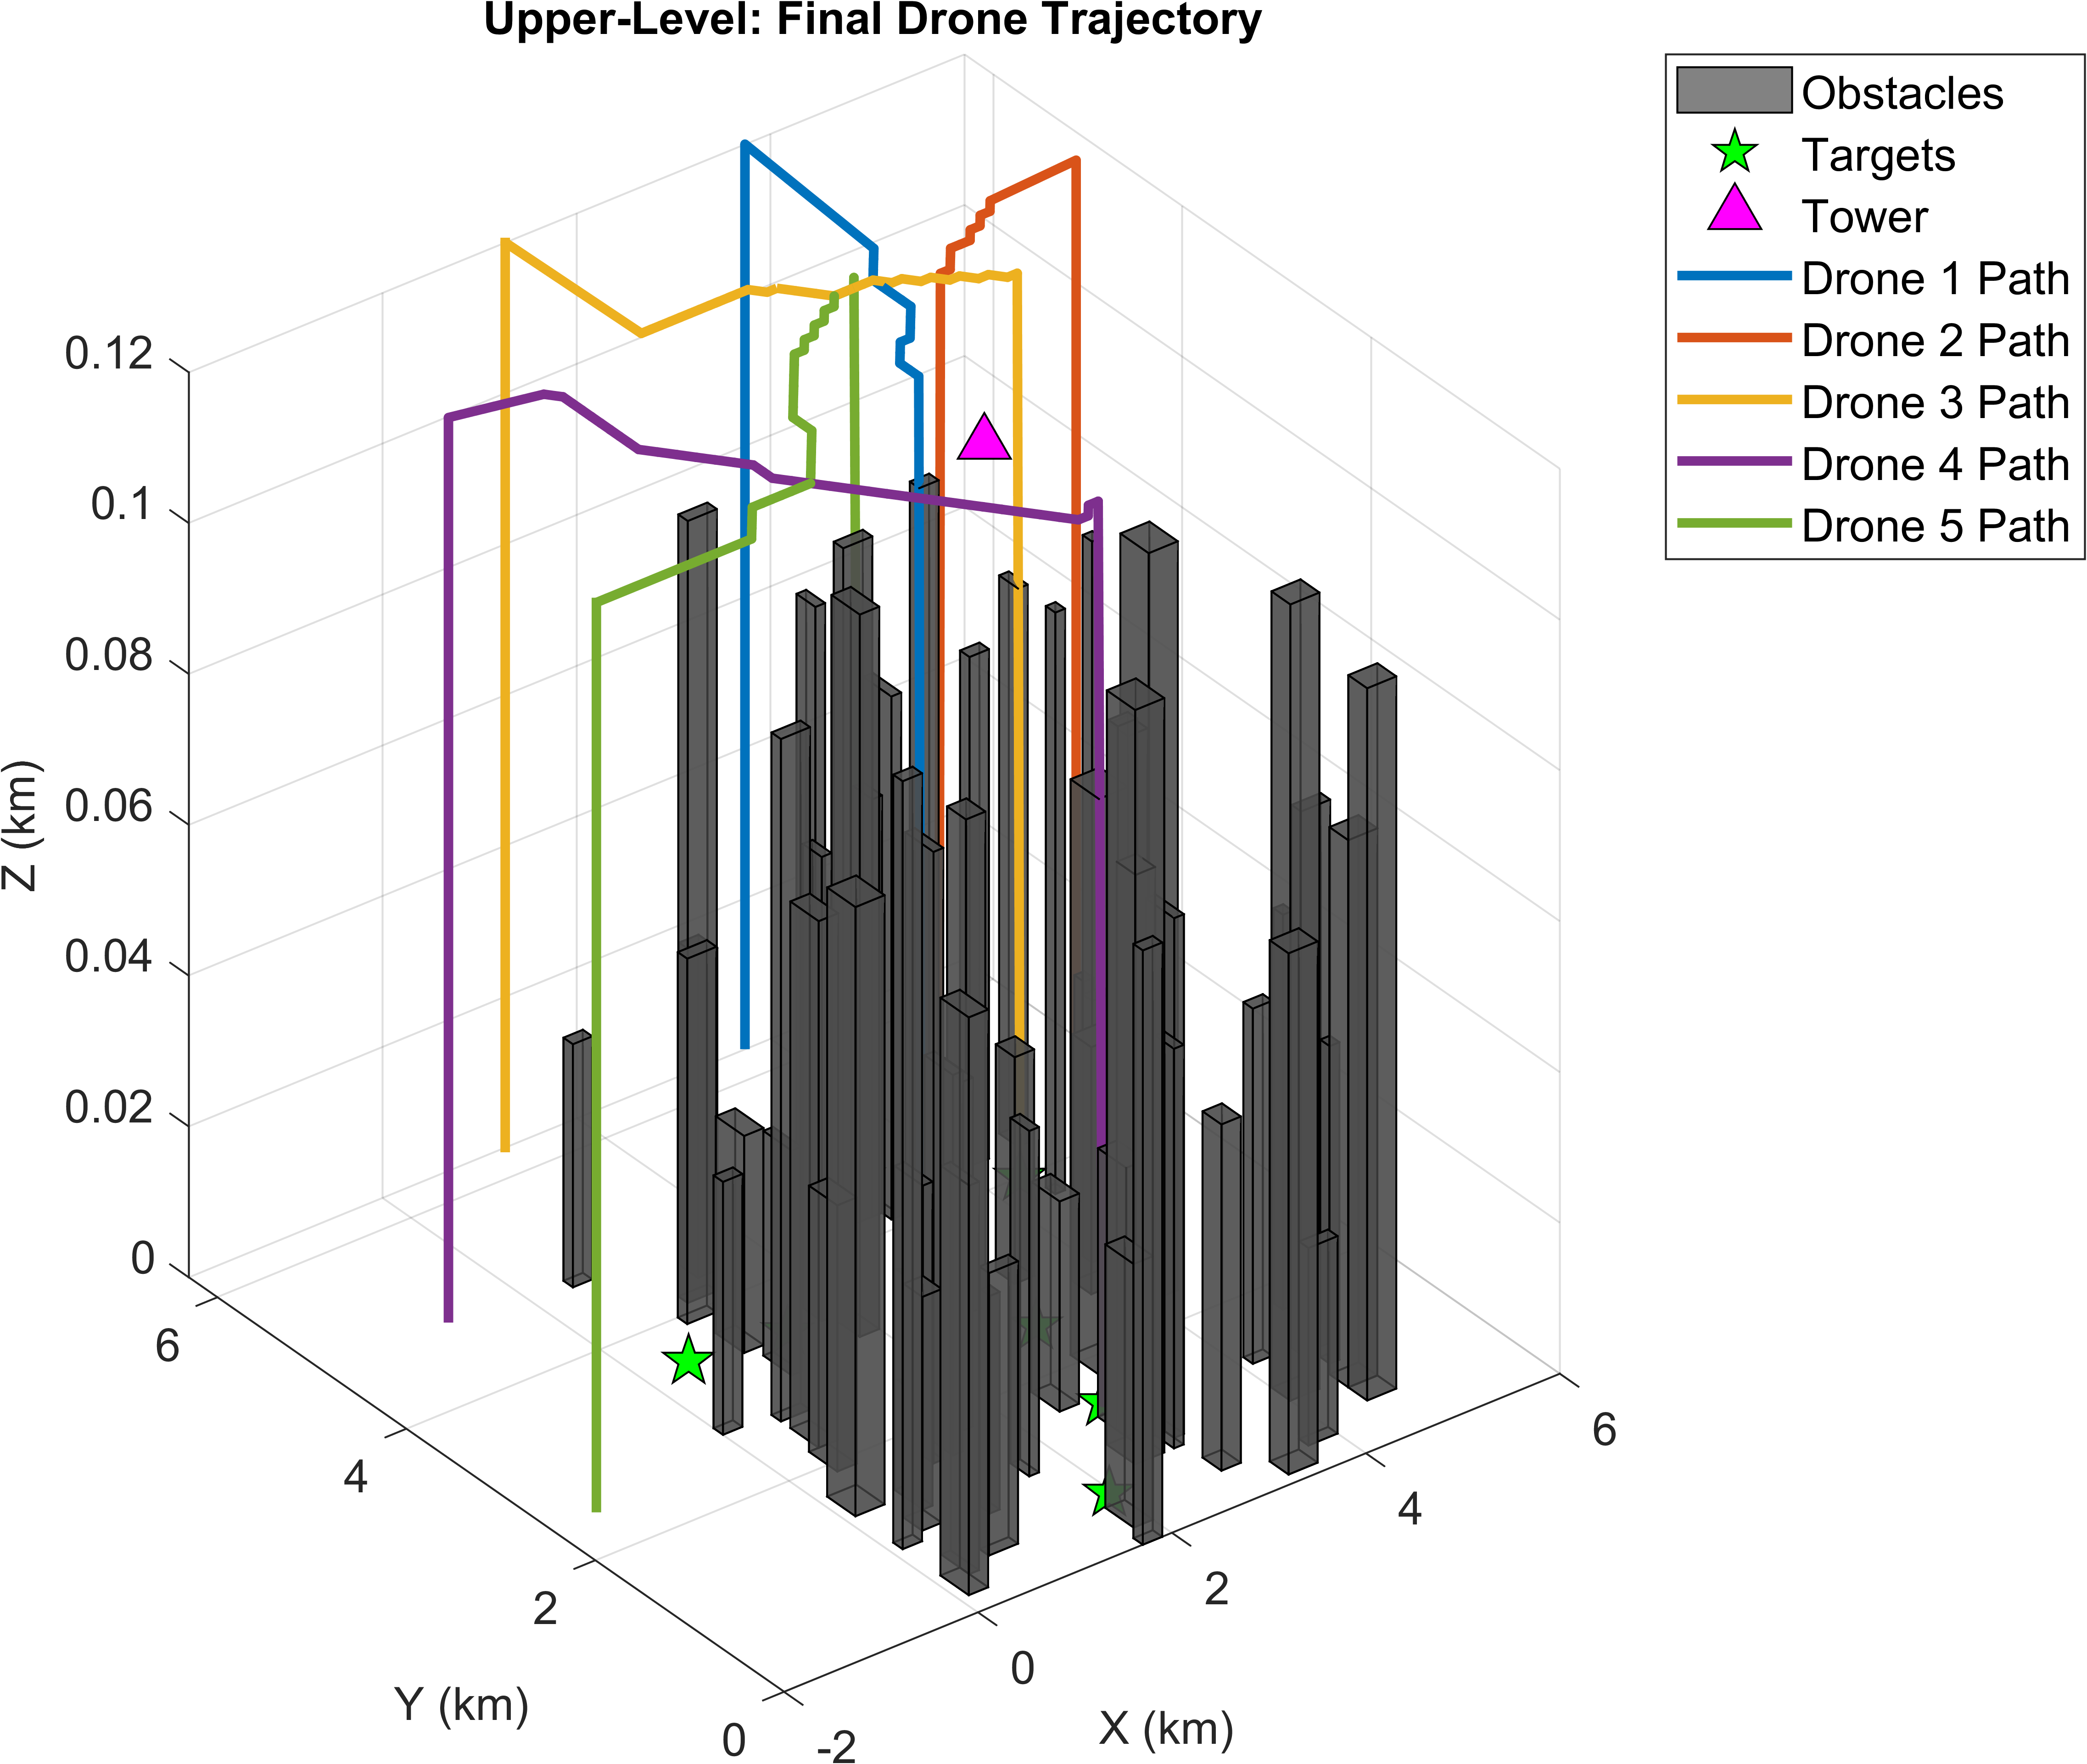 Upper-Level: Final Drone Trajectory
Obstacles
Targets
Tower
Drone 1 Path
Drone 2 Path
Drone 3 Path
Drone 4 Path
Drone 5 Path
0.12
0.1
0.08
0.06
0.04
0.02
0
Z (km)
6
4
2
0
Y (km)
-2
0
2
4
6
X (km)